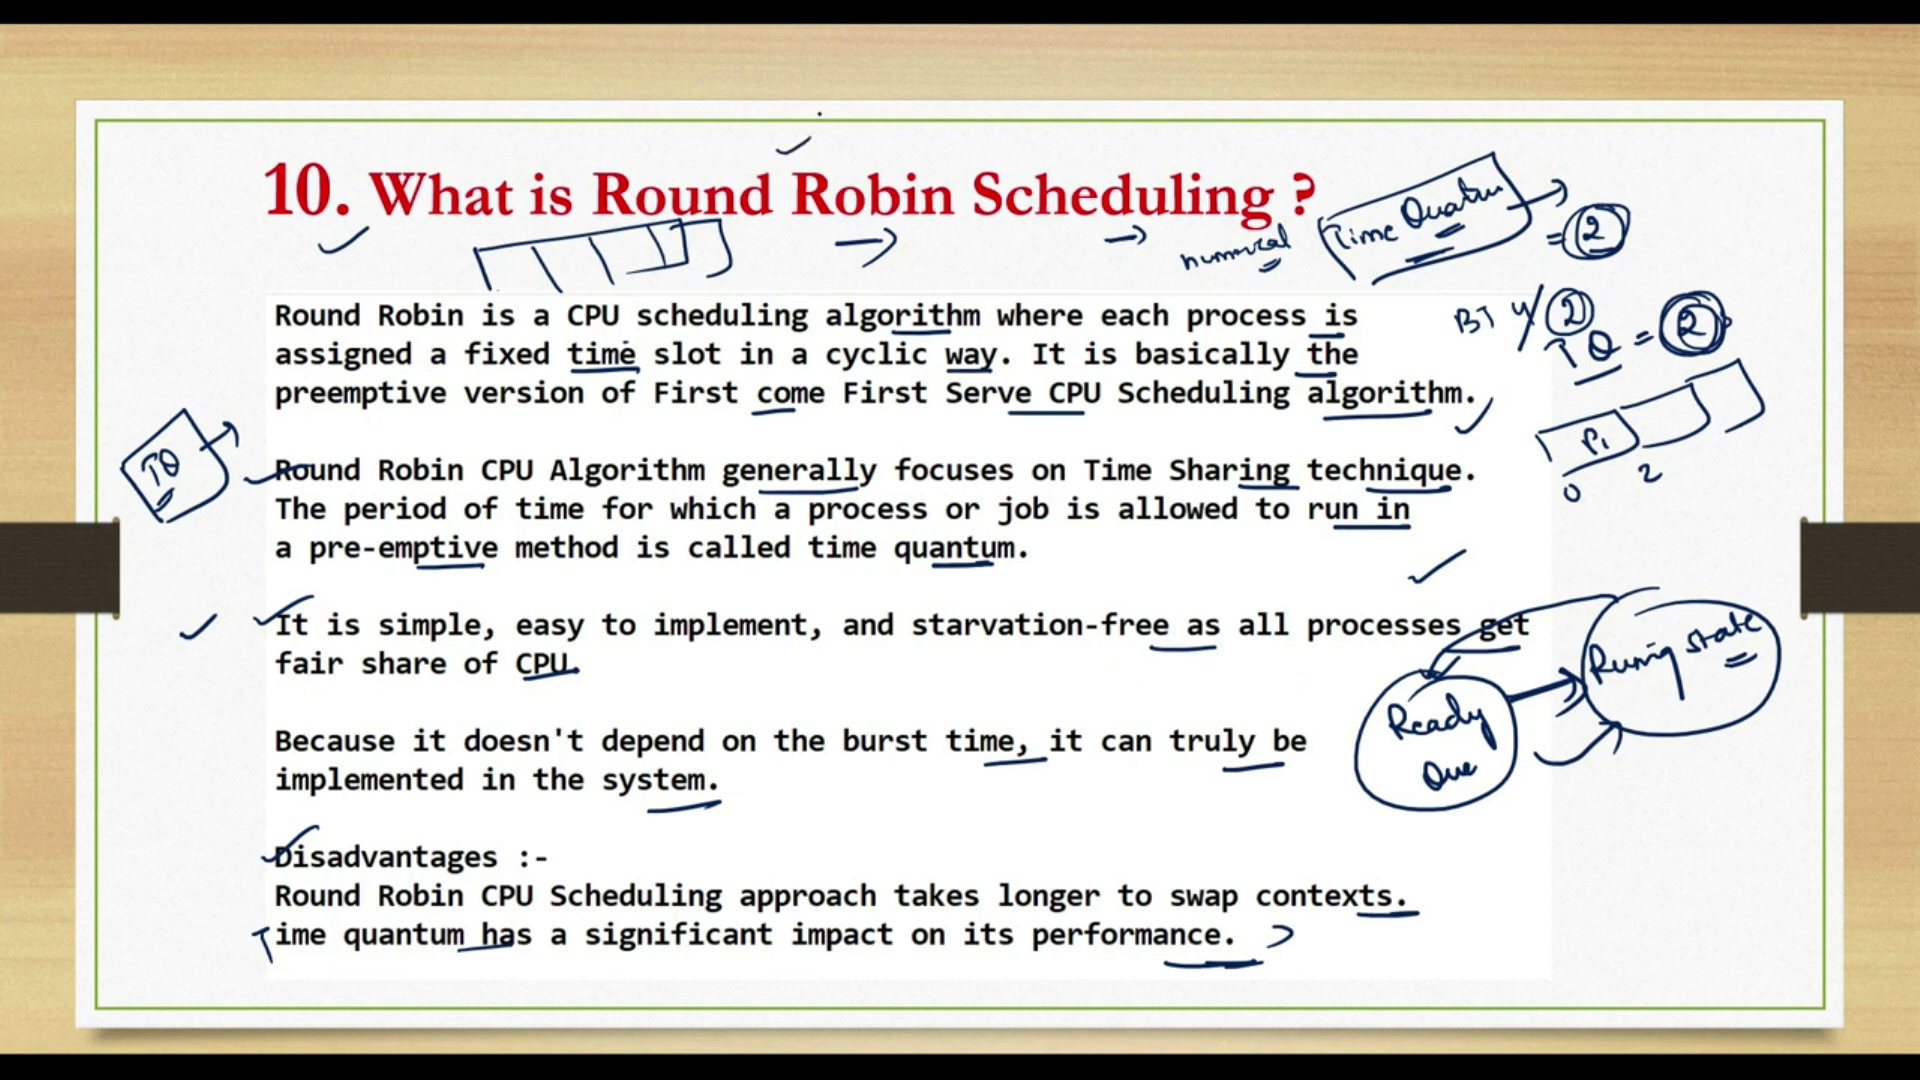 10. What is Round Robin Scheduling ?
numerical
Time Quatum
= 2
Round Robin is a CPU scheduling algorithm where each process is
assigned a fixed time slot in a cyclic way. It is basically the
preemptive version of First come First Serve CPU Scheduling algorithm.
BT 4/2
TQ = 2
P1
0 2
TQ
Round Robin CPU Algorithm generally focuses on Time Sharing technique.
The period of time for which a process or job is allowed to run in
a pre-emptive method is called time quantum.
It is simple, easy to implement, and starvation-free as all processes get
fair share of CPU.
Runig state
Ready
Que
Because it doesn't depend on the burst time, it can truly be
implemented in the system.
Disadvantages :-
Round Robin CPU Scheduling approach takes longer to swap contexts.
Time quantum has a significant impact on its performance.